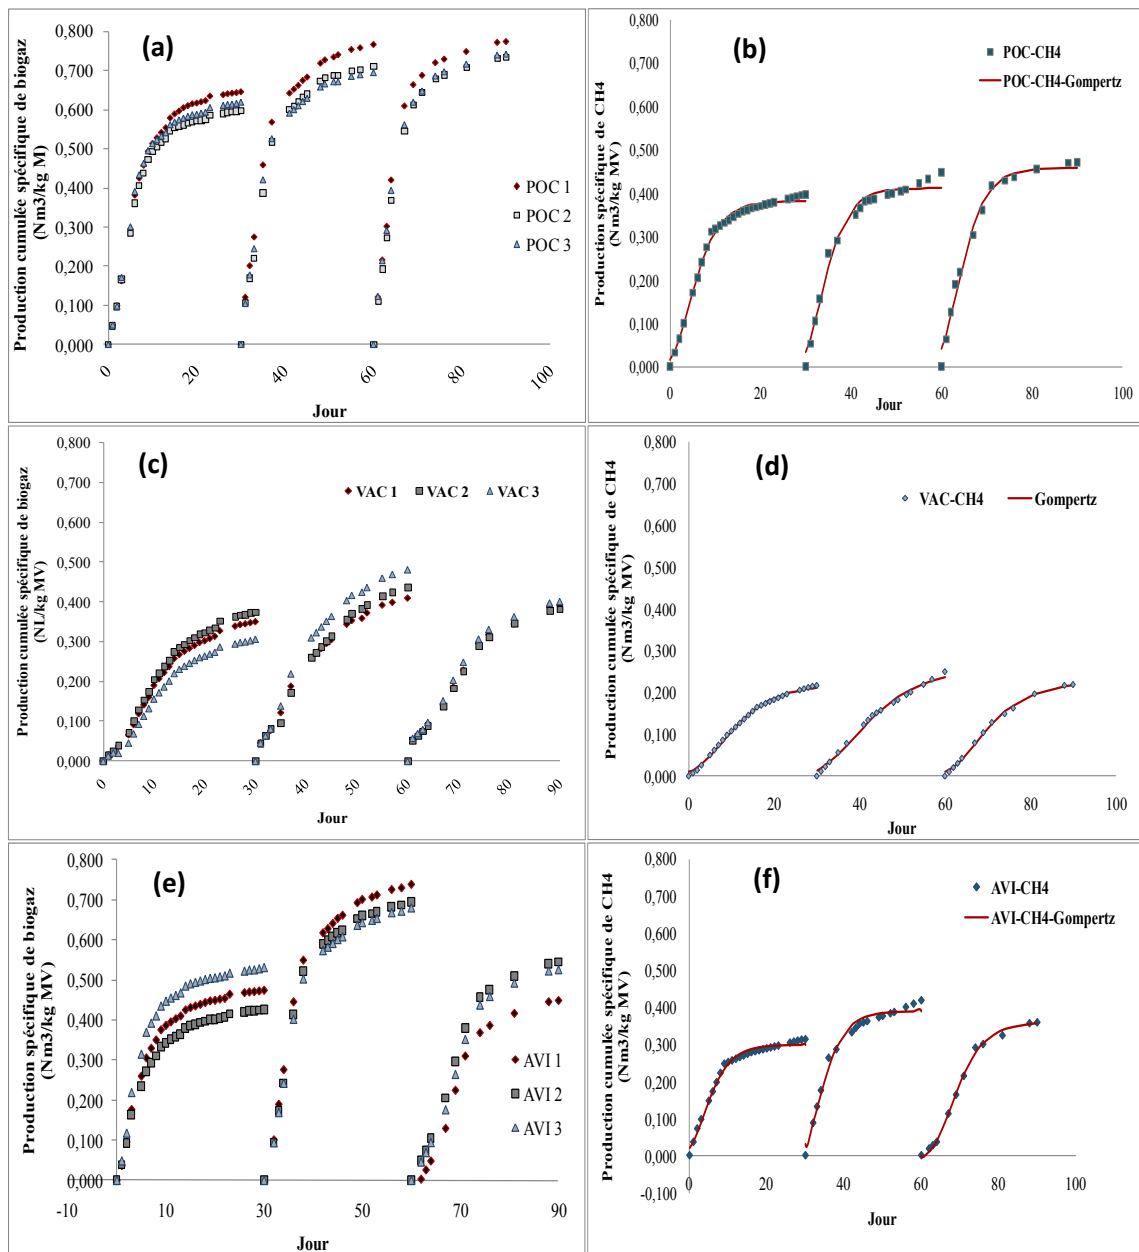 (a)
Production cumulée spécifique de biogaz
(Nm3/kg M)
0,800
0,700
0,600
0,500
0,400
0,300
0,200
0,100
0,000
POC 1
POC 2
POC 3
0
20
40
60
80
100
Jour
(b)
Production spécifique de CH4
(Nm3/kg MV)
0,800
0,700
0,600
0,500
0,400
0,300
0,200
0,100
0,000
POC-CH4
POC-CH4-Gompertz
0
20
40
60
80
100
Jour
(c)
Production cumulée spécifique de biogaz
(NL/kg MV)
0,800
0,700
0,600
0,500
0,400
0,300
0,200
0,100
0,000
VAC 1 VAC 2 VAC 3
0
10
20
30
40
50
60
70
80
90
Jour
(d)
Production cumulée spécifique de CH4
(Nm3/kg MV)
0,800
0,700
0,600
0,500
0,400
0,300
0,200
0,100
0,000
VAC-CH4 Gompertz
0
20
40
60
80
100
Jour
(e)
Production spécifique de biogaz
(Nm3/kg MV)
0,800
0,700
0,600
0,500
0,400
0,300
0,200
0,100
0,000
AVI 1
AVI 2
AVI 3
-10
10
30
50
70
90
Jour
(f)
Production cumulée spécifique de CH4
(Nm3/kg MV)
0,800
0,700
0,600
0,500
0,400
0,300
0,200
0,100
0,000
-0,100
AVI-CH4
AVI-CH4-Gompertz
0
20
40
60
80
100
Jour